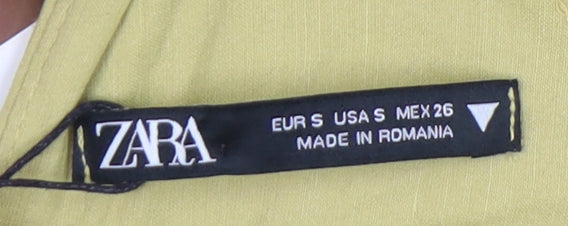 ZARA
EUR S USA S MEX 26
MADE IN ROMANIA